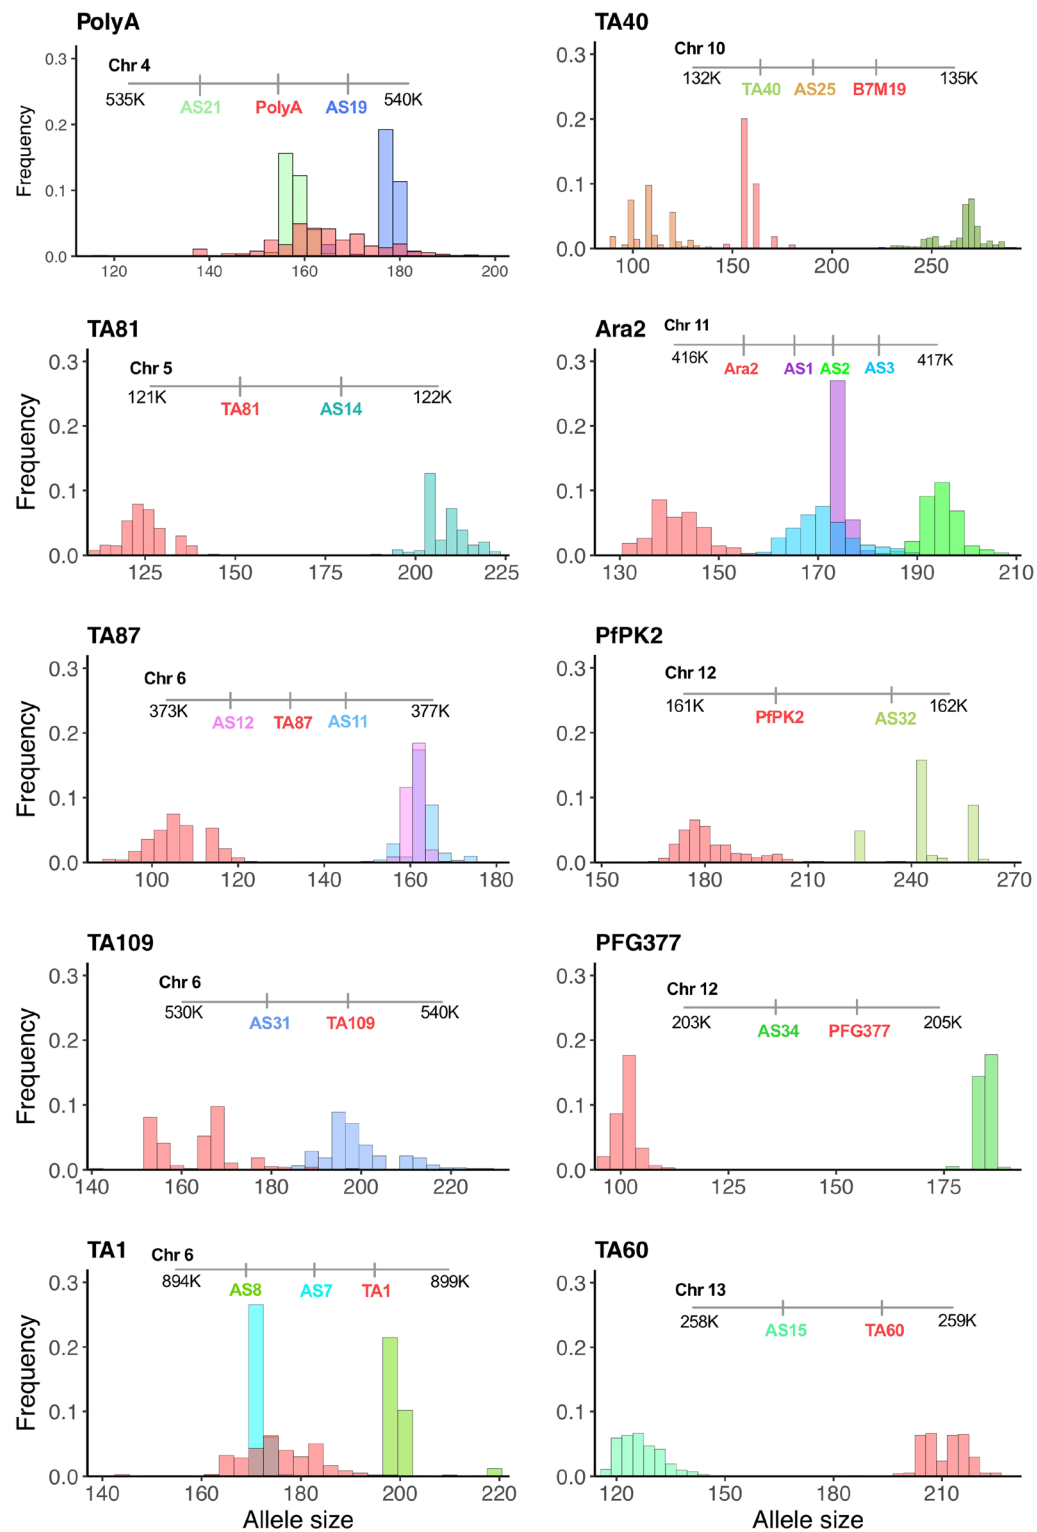 PolyA
Chr 4
535K AS21 PolyA AS19 540K
Frequency
0.3
0.2
0.1
0.0
120 140 160 180 200
TA40
Chr 10
132K TA40 AS25 B7M19 135K
0.3
0.2
0.1
0.0
100 150 200 250
TA81
Chr 5
121K TA81 AS14 122K
Frequency
0.3
0.2
0.1
0.0
125 150 175 200 225
Ara2 Chr 11
416K Ara2 AS1 AS2 AS3 417K
0.3
0.2
0.1
0.0
130 150 170 190 210
TA87
Chr 6
373K AS12 TA87 AS11 377K
Frequency
0.3
0.2
0.1
0.0
100 120 140 160 180
PfPK2
Chr 12
161K PfPK2 AS32 162K
0.3
0.2
0.1
0.0
150 180 210 240 270
TA109
Chr 6
530K AS31 TA109 540K
Frequency
0.3
0.2
0.1
0.0
140 160 180 200 220
PFG377
Chr 12
203K AS34 PFG377 205K
0.3
0.2
0.1
0.0
100 125 150 175
TA1 Chr 6
894K AS8 AS7 TA1 899K
Frequency
0.3
0.2
0.1
0.0
140 160 180 200 220
Allele size
TA60
Chr 13
258K AS15 TA60 259K
0.3
0.2
0.1
0.0
120 150 180 210
Allele size